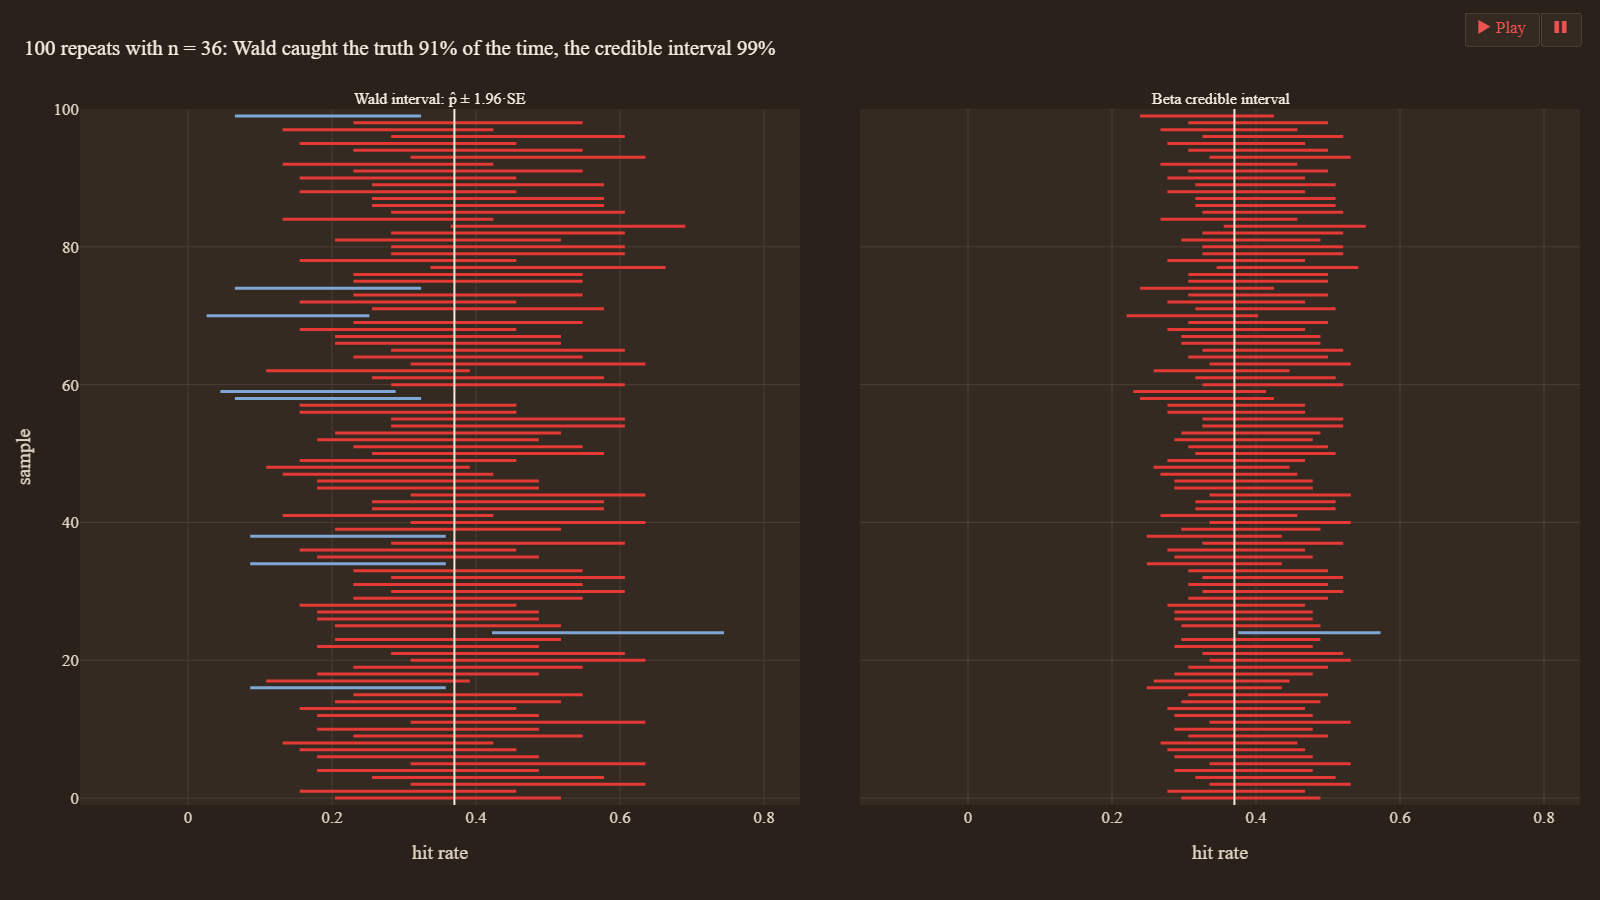 Play
100 repeats with n = 36: Wald caught the truth 91% of the time, the credible interval 99%
Wald interval: p̂ ± 1.96·SE
Beta credible interval
100
80
60
40
20
0
sample
0 0.2 0.4 0.6 0.8
0 0.2 0.4 0.6 0.8
hit rate
hit rate